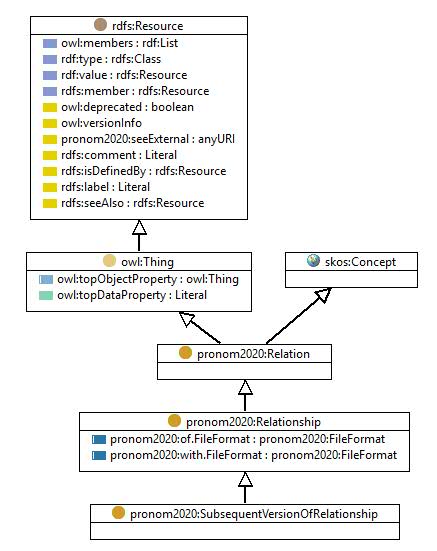 rdfs:Resource
owl:members : rdf:List
rdf:type : rdfs:Class
rdf:value : rdfs:Resource
rdfs:member : rdfs:Resource
owl:deprecated : boolean
owl:versionInfo
pronom2020:seeExternal : anyURI
rdfs:comment : Literal
rdfs:isDefinedBy : rdfs:Resource
rdfs:label : Literal
rdfs:seeAlso : rdfs:Resource
owl:Thing
owl:topObjectProperty : owl:Thing
owl:topDataProperty : Literal
skos:Concept
pronom2020:Relation
pronom2020:Relationship
pronom2020:of.FileFormat : pronom2020:FileFormat
pronom2020:with.FileFormat : pronom2020:FileFormat
pronom2020:SubsequentVersionOfRelationship